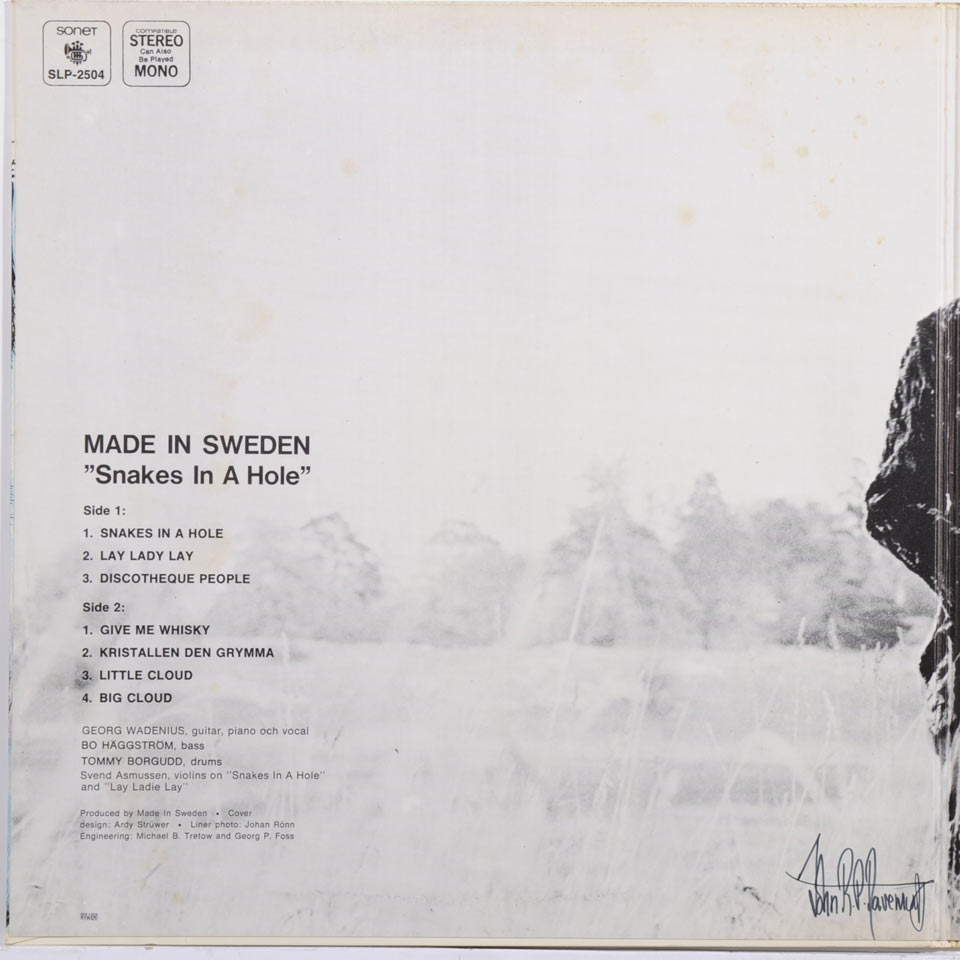 SONET
SLP-2504
COMPATIBLE
STEREO
Can Also
Be Played
MONO
MADE IN SWEDEN
”Snakes In A Hole”
Side 1:
1. SNAKES IN A HOLE
2. LAY LADY LAY
3. DISCOTHEQUE PEOPLE
Side 2:
1. GIVE ME WHISKY
2. KRISTALLEN DEN GRYMMA
3. LITTLE CLOUD
4. BIG CLOUD
GEORG WADENIUS, guitar, piano och vocal
BO HÄGGSTRÖM, bass
TOMMY BORGUDD, drums
Svend Asmussen, violins on ”Snakes In A Hole”
and ”Lay Ladie Lay”
Produced by Made In Sweden • Cover
design: Ardy Strüwer • Liner photo: Johan Rönn
Engineering: Michael B. Tretow and Georg P. Foss
John R.P.